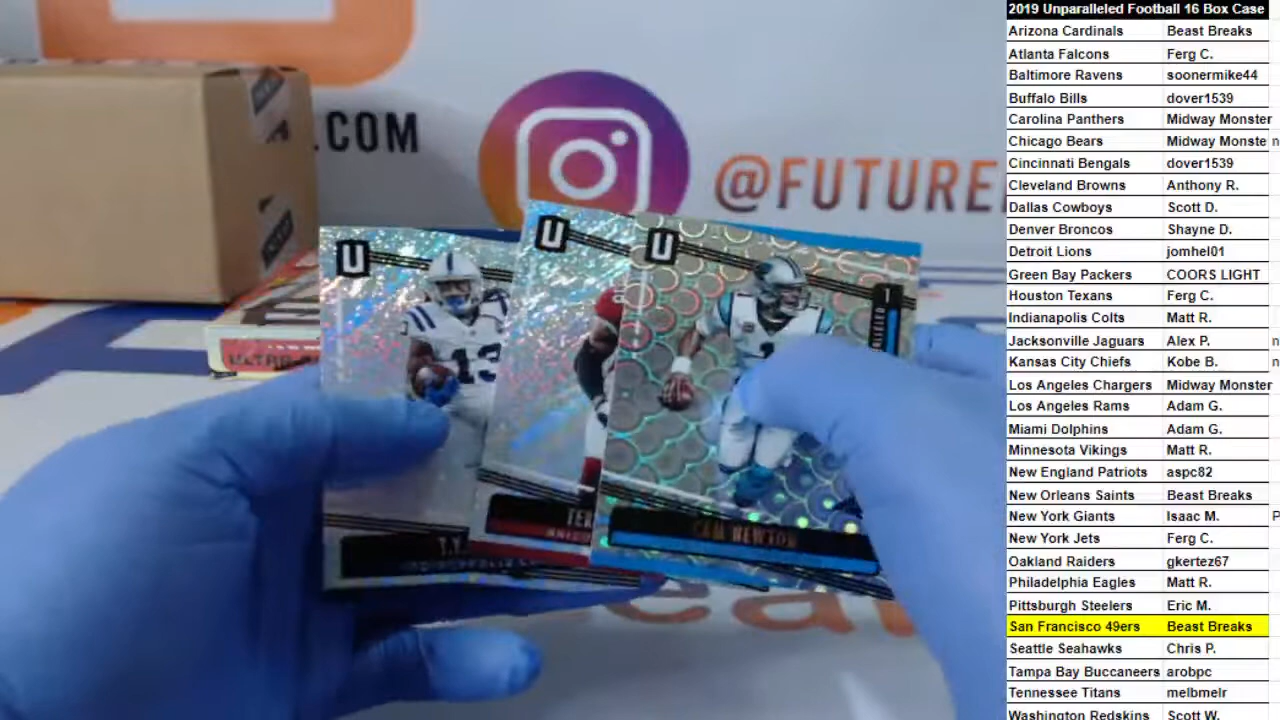 2019 Unparalleled Football 16 Box Case
Arizona Cardinals Beast Breaks
Atlanta Falcons Ferg C.
Baltimore Ravens soonermike44
Buffalo Bills dover1539
Carolina Panthers Midway Monster
Chicago Bears Midway Monste n
Cincinnati Bengals dover1539
Cleveland Browns Anthony R.
Dallas Cowboys Scott D.
Denver Broncos Shayne D.
Detroit Lions jomhel01
Green Bay Packers COORS LIGHT
Houston Texans Ferg C.
Indianapolis Colts Matt R.
Jacksonville Jaguars Alex P. n
Kansas City Chiefs Kobe B. n
Los Angeles Chargers Midway Monster
Los Angeles Rams Adam G.
Miami Dolphins Adam G.
Minnesota Vikings Matt R.
New England Patriots aspc82
New Orleans Saints Beast Breaks
New York Giants Isaac M. P
New York Jets Ferg C.
Oakland Raiders gkertez67
Philadelphia Eagles Matt R.
Pittsburgh Steelers Eric M.
San Francisco 49ers Beast Breaks
Seattle Seahawks Chris P.
Tampa Bay Buccaneers arobpc
Tennessee Titans melbmelr
Washington Redskins Scott W.
.COM
@FUTURE
U
U
U
13
1
TER
CAM NEWTON
T.Y.